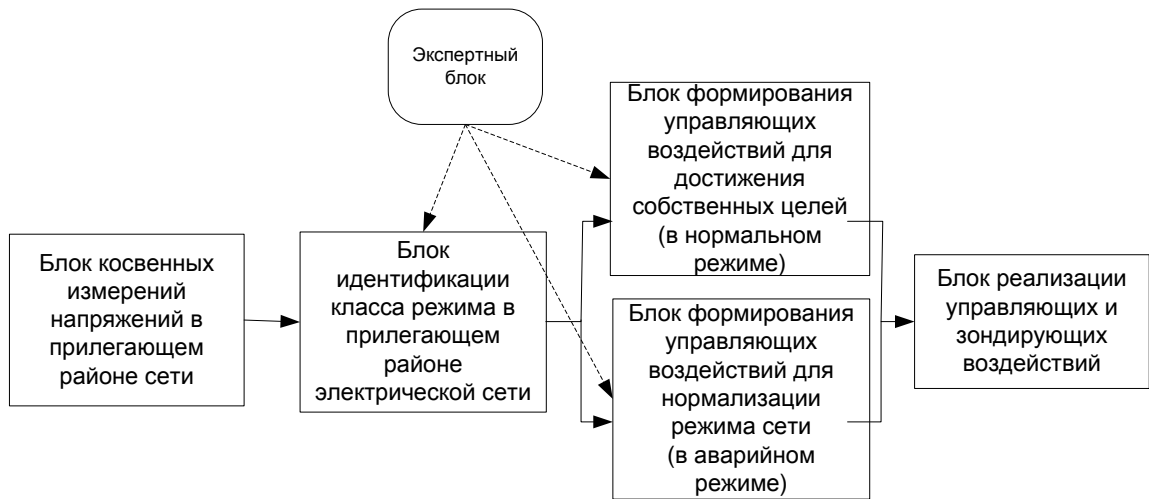 Экспертный
блок
Блок косвенных
измерений
напряжений в
прилегающем
районе сети
Блок
идентификации
класса режима в
прилегающем
районе
электрической сети
Блок формирования
управляющих
воздействий для
достижения
собственных целей
(в нормальном
режиме)
Блок формирования
управляющих
воздействий для
нормализации
режима сети
(в аварийном
режиме)
Блок реализации
управляющих и
зондирующих
воздействий